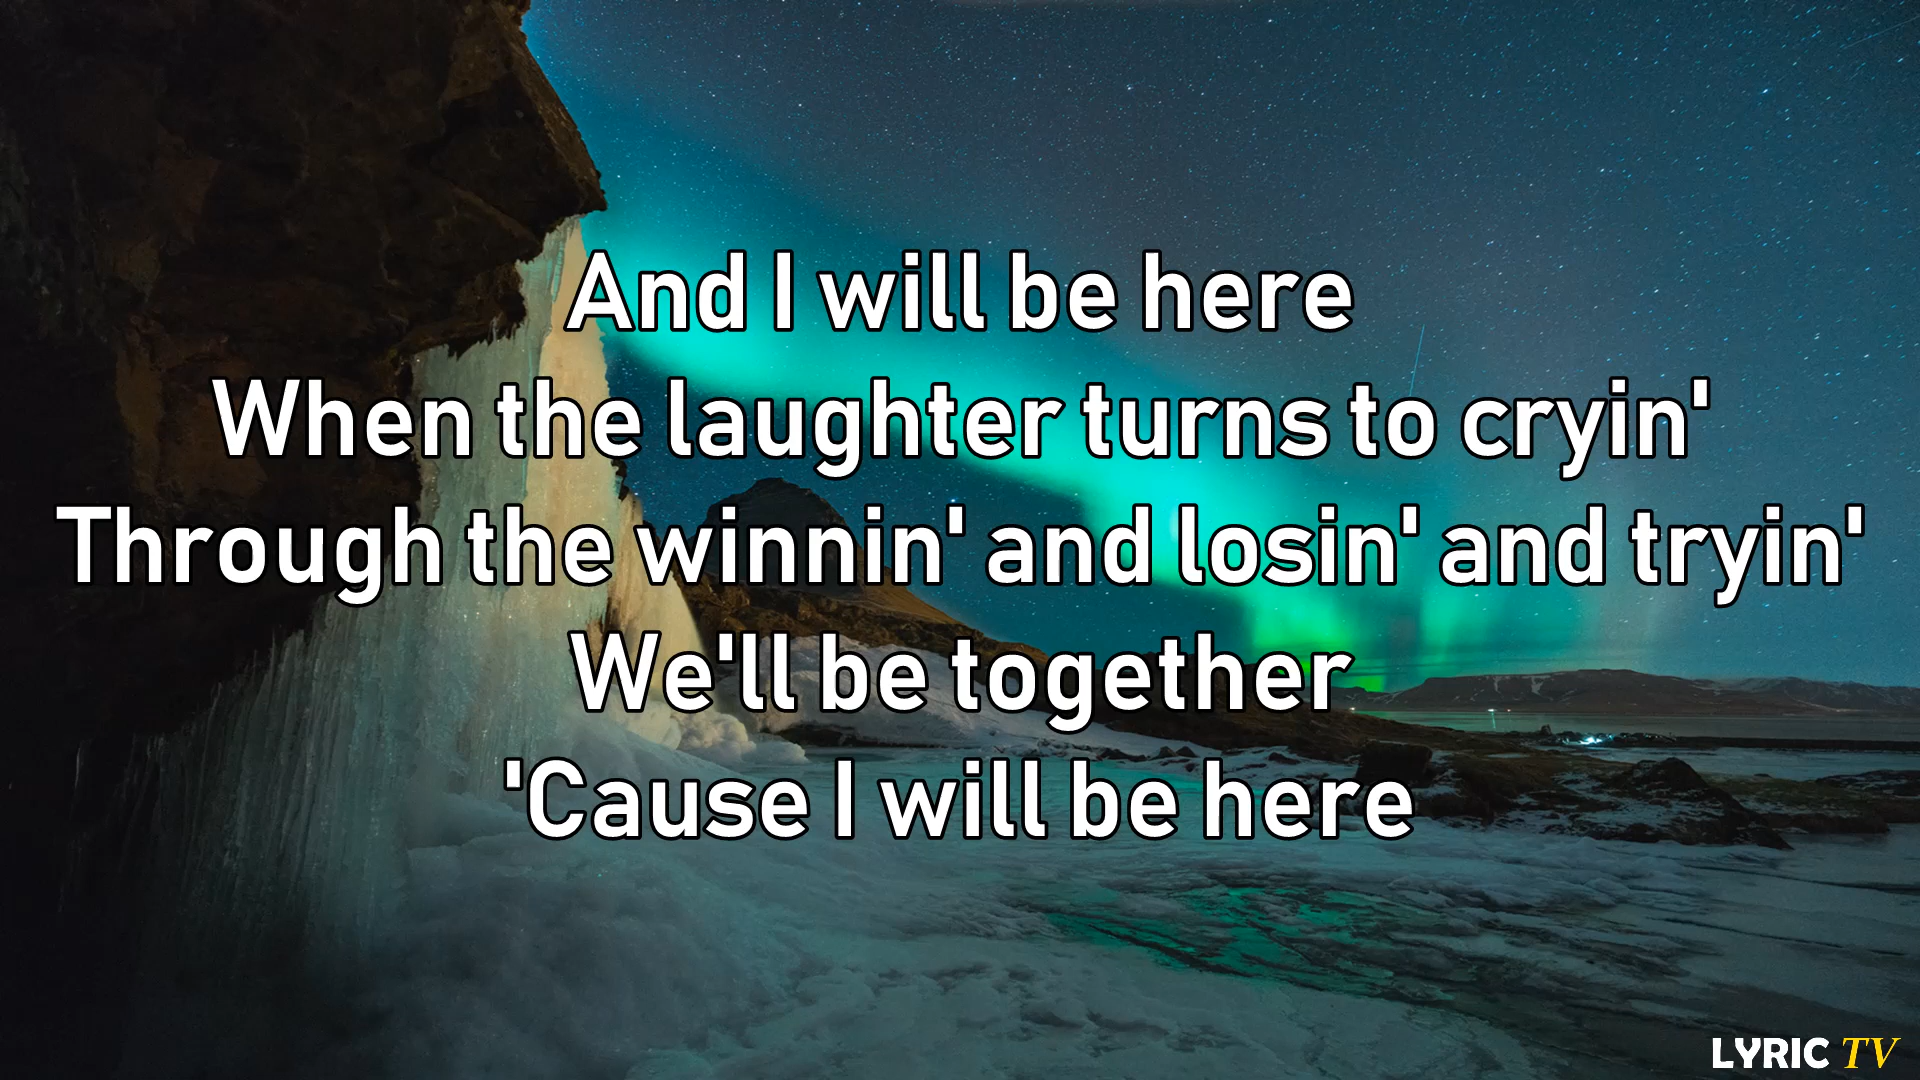 And I will be here
When the laughter turns to cryin'
Through the winnin' and losin' and tryin'
We'll be together
'Cause I will be here
LYRIC TV